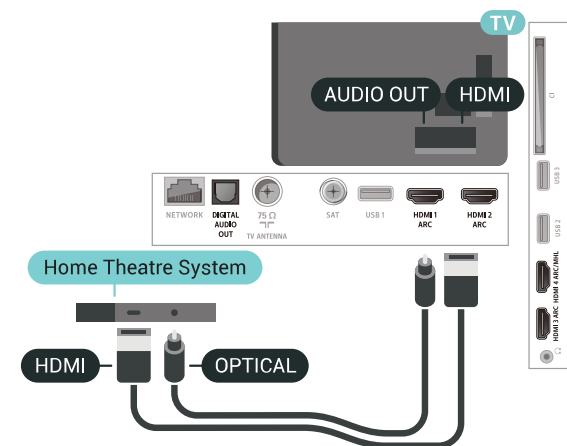 TV
AUDIO OUT
HDMI
CI
USB 3
USB 2
HDMI 4 ARC/MHL
HDMI 3 ARC
NETWORK
DIGITAL
AUDIO
OUT
75 Ω
TV ANTENNA
SAT
USB 1
HDMI 1
ARC
HDMI 2
ARC
Home Theatre System
HDMI
OPTICAL